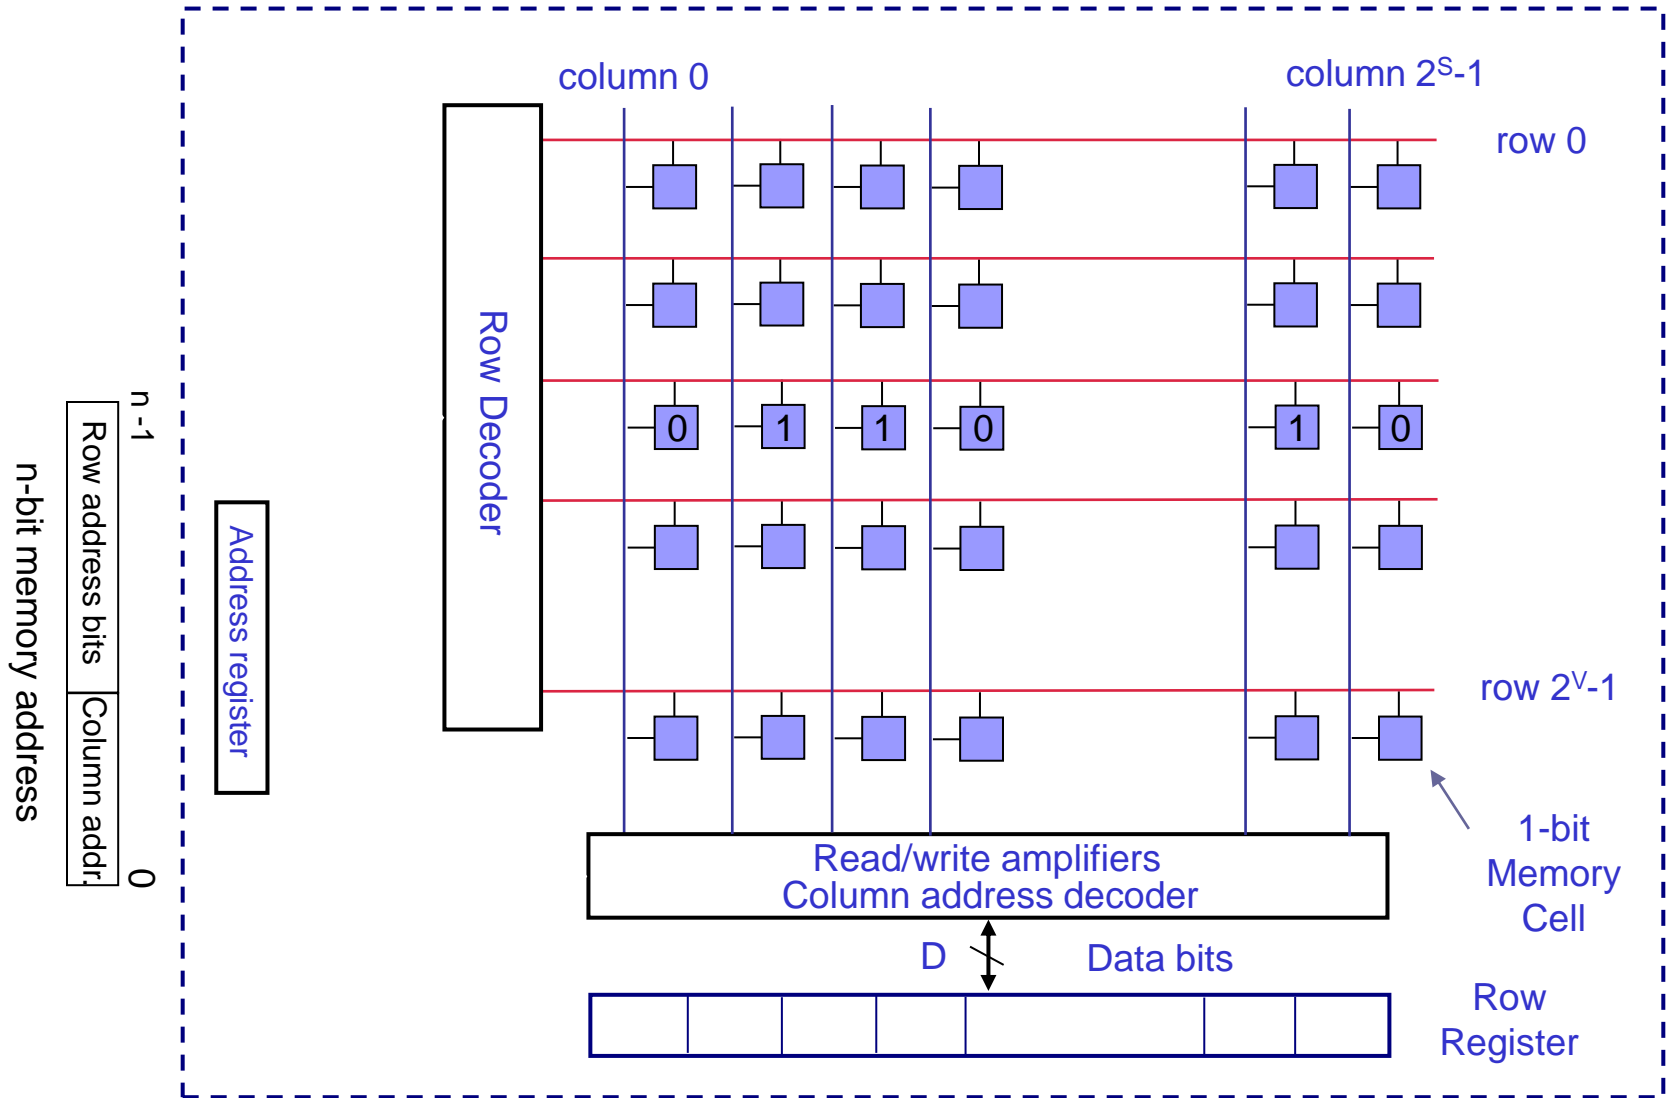 column 0
column 2^S-1
row 0
Row Decoder
0 1 1 0 1 0
n -1
Row address bits
Column addr.
0
n-bit memory address
Address register
row 2^V-1
1-bit
Memory
Cell
Read/write amplifiers
Column address decoder
D
Data bits
Row
Register